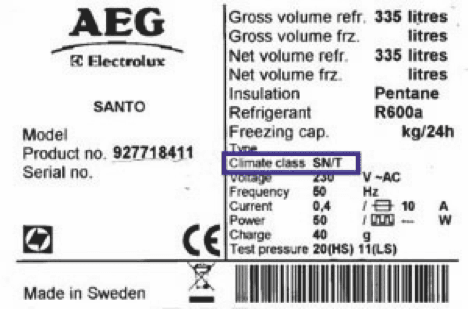 AEG
Electrolux
SANTO
Model
Product no. 927718411
Serial no.
Made in Sweden
Gross volume refr. 335 litres
Gross volume frz. litres
Net volume refr. 335 litres
Net volume frz. litres
Insulation Pentane
Refrigerant R600a
Freezing cap. kg/24h
Type
Climate class SN/T
Voltage 230 V ~AC
Frequency 50 Hz
Current 0,4 / 10 A
Power 50 / --- W
Charge 40 g
Test pressure 20(HS) 11(LS)
CE